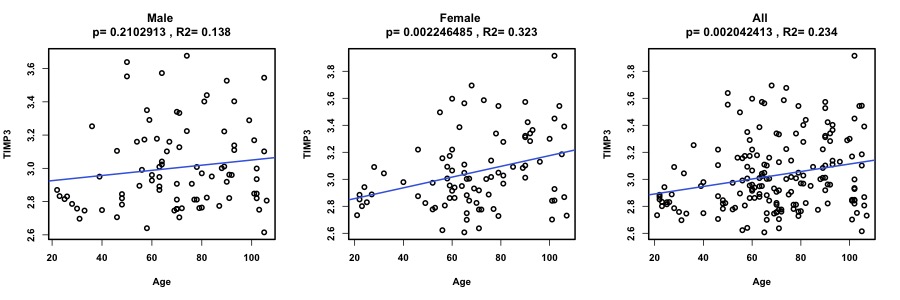 Male
p= 0.2102913 , R2= 0.138
TIMP3
2.6 2.8 3.0 3.2 3.4 3.6
20 40 60 80 100
Age
Female
p= 0.002246485 , R2= 0.323
TIMP3
2.6 2.8 3.0 3.2 3.4 3.6 3.8
20 40 60 80 100
Age
All
p= 0.002042413 , R2= 0.234
TIMP3
2.6 2.8 3.0 3.2 3.4 3.6 3.8
20 40 60 80 100
Age